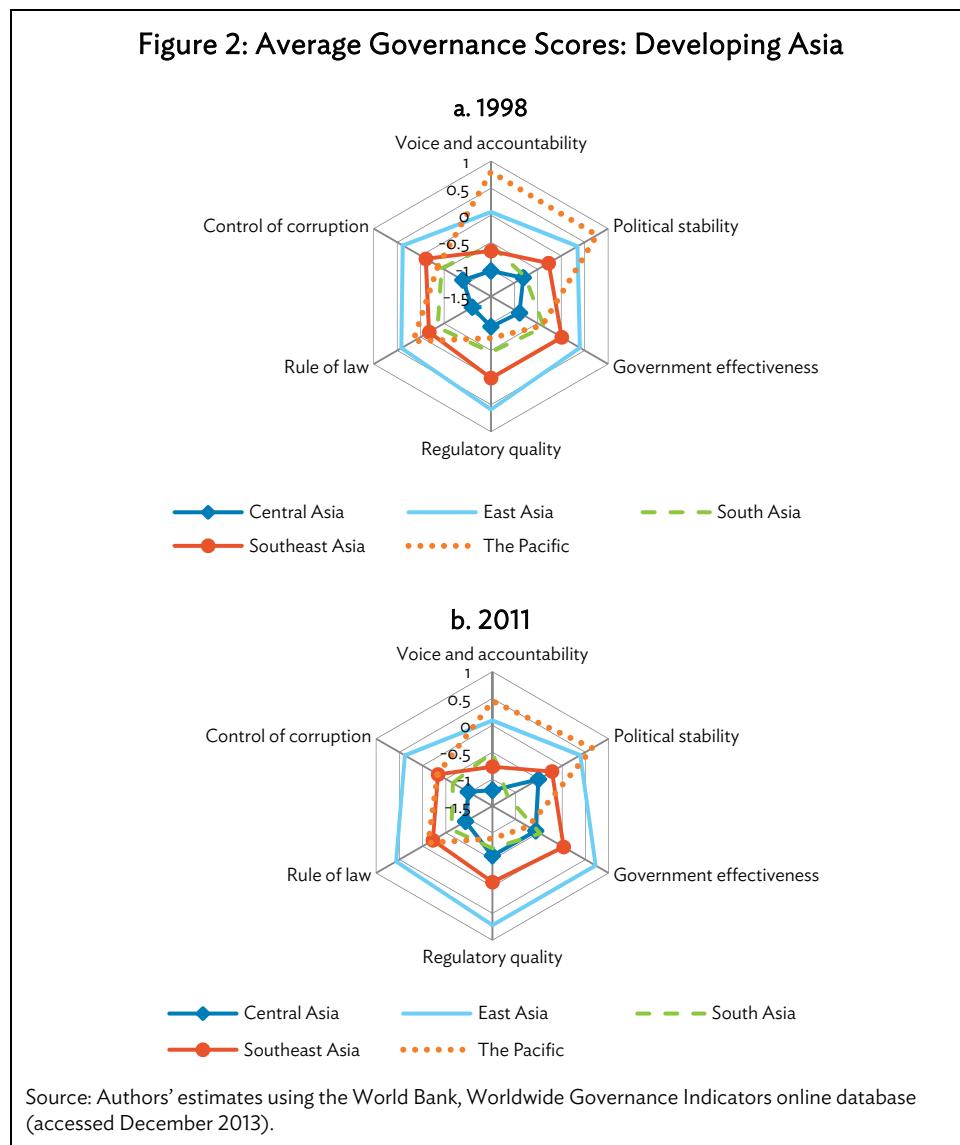 Figure 2: Average Governance Scores: Developing Asia
a. 1998
Voice and accountability
1
0.5
0
−0.5
−1
−1.5
Control of corruption
Political stability
Rule of law
Government effectiveness
Regulatory quality
Central Asia
East Asia
South Asia
Southeast Asia
The Pacific
b. 2011
Voice and accountability
1
0.5
0
−0.5
−1
−1.5
Control of corruption
Political stability
Rule of law
Government effectiveness
Regulatory quality
Central Asia
East Asia
South Asia
Southeast Asia
The Pacific
Source: Authors’ estimates using the World Bank, Worldwide Governance Indicators online database
(accessed December 2013).